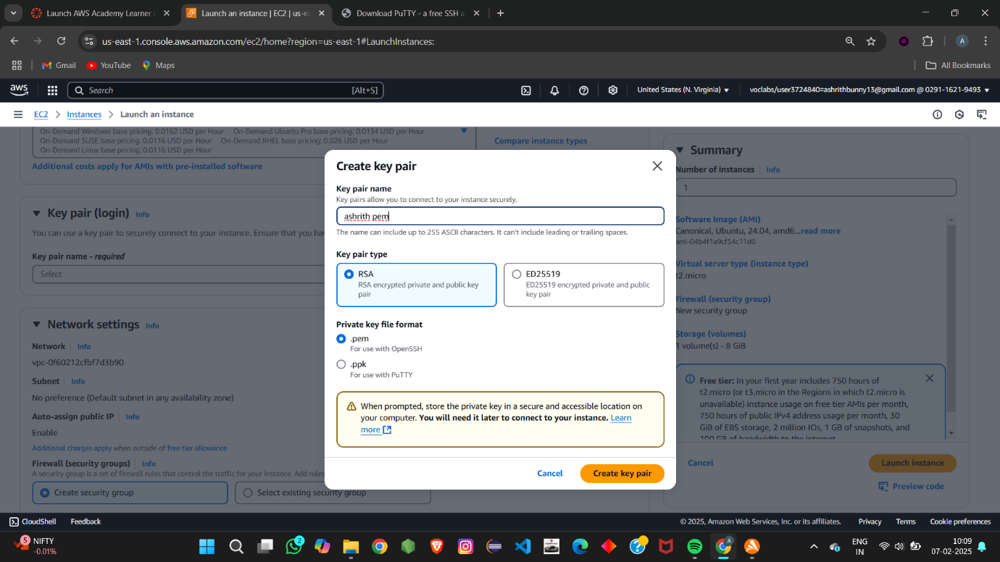 Launch AWS Academy Learner
Launch an instance | EC2 | us-ea
Download PuTTY - a free SSH a
us-east-1.console.aws.amazon.com/ec2/home?region=us-east-1#LaunchInstances:
A
Gmail
YouTube
Maps
All Bookmarks
aws
Search
[Alt+S]
United States (N. Virginia)
voclabs/user3724840=ashrithbunny13@gmail.com @ 0291-1621-9493
EC2
Instances
Launch an instance
On-Demand Windows base pricing: 0.0162 USD per Hour On-Demand Ubuntu Pro base pricing: 0.0134 USD per Hour
On-Demand SUSE base pricing: 0.0116 USD per Hour On-Demand RHEL base pricing: 0.026 USD per Hour
On-Demand Linux base pricing: 0.0116 USD per Hour
Compare instance types
Additional costs apply for AMIs with pre-installed software
Key pair (login) Info
You can use a key pair to securely connect to your instance. Ensure that you hav
Key pair name - required
Select
Network settings Info
Network Info
vpc-0f60212cfbf7d3b90
Subnet Info
No preference (Default subnet in any availability zone)
Auto-assign public IP Info
Enable
Additional charges apply when outside of free tier allowance
Firewall (security groups) Info
A security group is a set of firewall rules that control the traffic for your instance. Add rules
Create security group
Select existing security group
Create key pair
Key pair name
Key pairs allow you to connect to your instance securely.
ashrith pem
The name can include up to 255 ASCII characters. It can't include leading or trailing spaces.
Key pair type
RSA
RSA encrypted private and public key
pair
ED25519
ED25519 encrypted private and public
key pair
Private key file format
.pem
For use with OpenSSH
.ppk
For use with PuTTY
When prompted, store the private key in a secure and accessible location on
your computer. You will need it later to connect to your instance. Learn
more
Cancel
Create key pair
Summary
Number of instances Info
1
Software Image (AMI)
Canonical, Ubuntu, 24.04, amd6...read more
ami-04b4f1a9cf54c11d0
Virtual server type (instance type)
t2.micro
Firewall (security group)
New security group
Storage (volumes)
1 volume(s) - 8 GiB
Free tier: In your first year includes 750 hours of
t2.micro (or t3.micro in the Regions in which t2.micro is
unavailable) instance usage on free tier AMIs per month,
750 hours of public IPv4 address usage per month, 30
GiB of EBS storage, 2 million IOs, 1 GB of snapshots, and
100 GB of bandwidth to the internet.
Cancel
Launch instance
Preview code
CloudShell
Feedback
© 2025, Amazon Web Services, Inc. or its affiliates.
Privacy
Terms
Cookie preferences
5
NIFTY
-0.01%
2
A
ENG
IN
10:09
07-02-2025